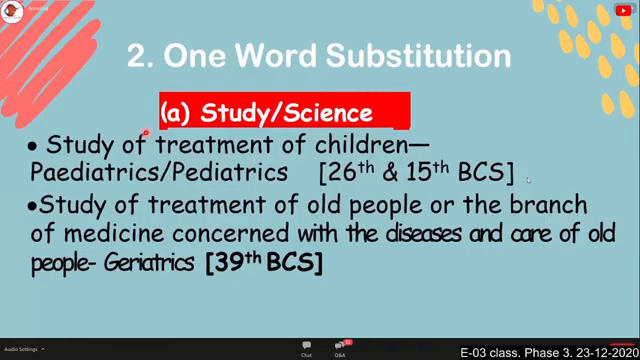 2. One Word Substitution
(a) Study/Science
• Study of treatment of children—
Paediatrics/Pediatrics [26th & 15th BCS]
•Study of treatment of old people or the branch
of medicine concerned with the diseases and care of old
people- Geriatrics [39th BCS]
Audio Settings
Chat
Q&A
E-03 class. Phase 3. 23-12-2020